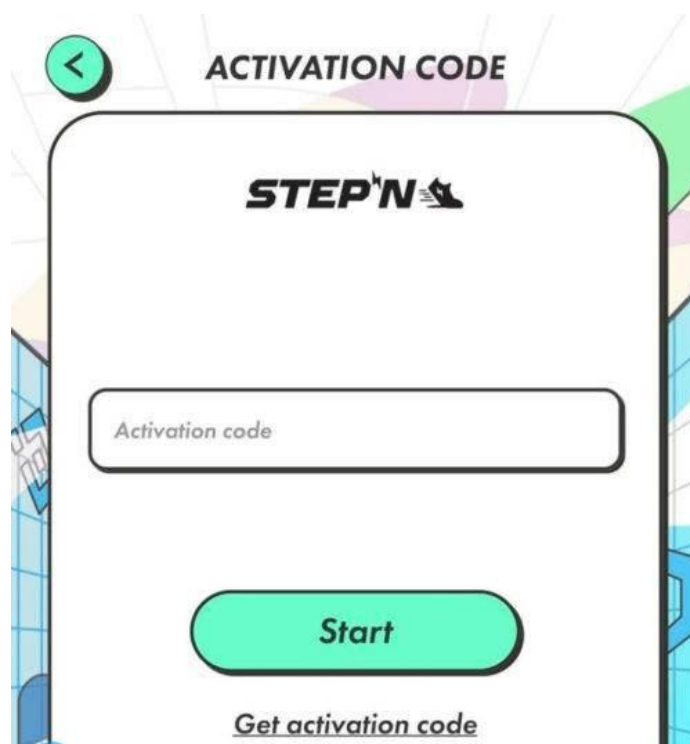 <
ACTIVATION CODE
STEP'N
Activation code
Start
Get activation code